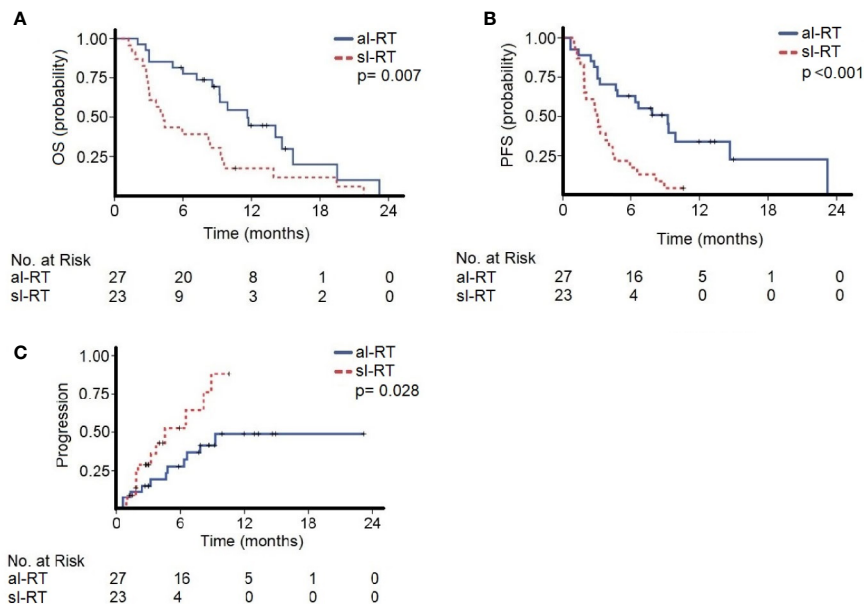 A
1.00
0.75
0.50
0.25
OS (probability)
al-RT
sl-RT
p= 0.007
0 6 12 18 24
Time (months)
No. at Risk
al-RT 27 20 8 1 0
sl-RT 23 9 3 2 0
B
1.00
0.75
0.50
0.25
PFS (probability)
al-RT
sl-RT
p <0.001
0 6 12 18 24
Time (months)
No. at Risk
al-RT 27 16 5 1 0
sl-RT 23 4 0 0 0
C
1.00
0.75
0.50
0.25
Progression
al-RT
sl-RT
p= 0.028
0 6 12 18 24
Time (months)
No. at Risk
al-RT 27 16 5 1 0
sl-RT 23 4 0 0 0